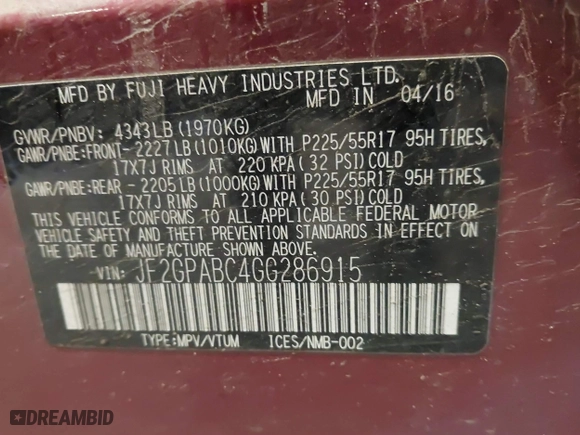 MFD BY FUJI HEAVY INDUSTRIES LTD.
MFD IN 04/16
GVWR/PNBV: 4343LB (1970KG)
GAWR/PNBE:FRONT-2227LB(1010KG)WITH P225/55R17 95H TIRES,
17X7J RIMS AT 220KPA(32 PSI)COLD
GAWR/PNBE:REAR -2205LB(1000KG)WITH P225/55R17 95H TIRES,
17X7J RIMS AT 210KPA(30 PSI)COLD
THIS VEHICLE CONFORMS TO ALL APPLICABLE FEDERAL MOTOR
VEHICLE SAFETY AND THEFT PREVENTION STANDARDS IN EFFECT ON
THE DATE OF MANUFACTURE SHOWN ABOVE.
VIN: JF2GPABC4GG286915
TYPE:MPV/VTUM ICES/NMB-002
DREAMBID